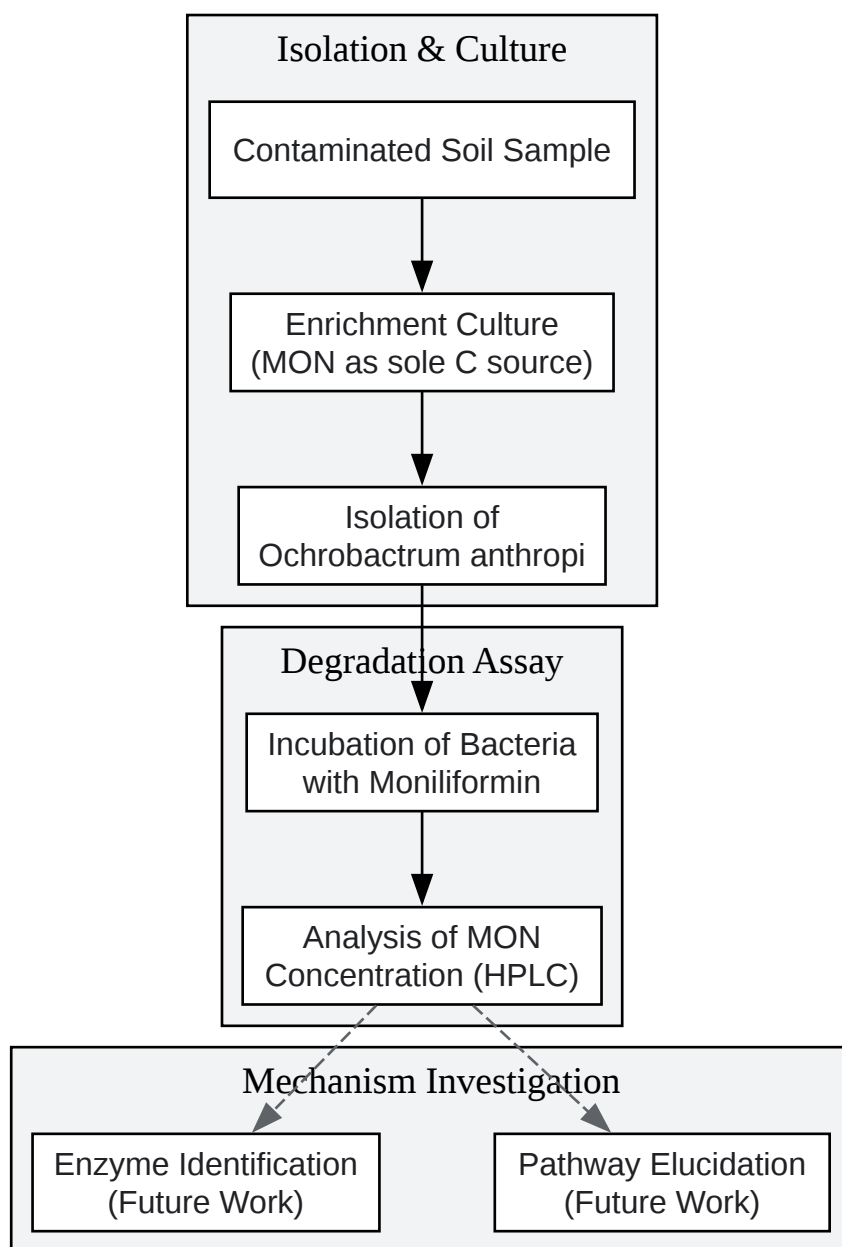 Isolation & Culture
Contaminated Soil Sample
Enrichment Culture
(MON as sole C source)
Isolation of
Ochrobactrum anthropi
Degradation Assay
Incubation of Bacteria
with Moniliformin
Analysis of MON
Concentration (HPLC)
Mechanism Investigation
Enzyme Identification
(Future Work)
Pathway Elucidation
(Future Work)